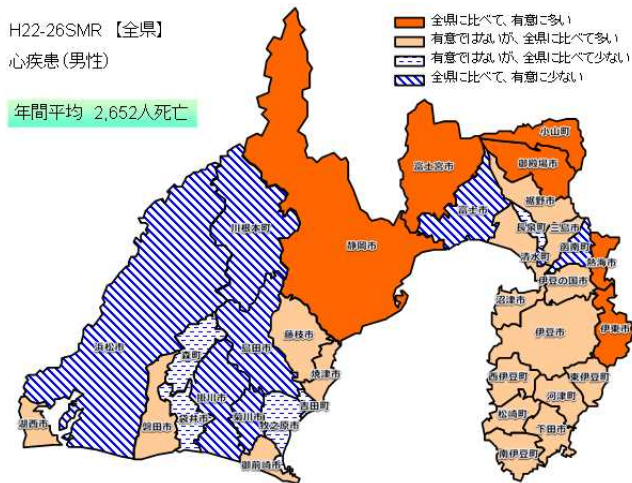 H22-26SMR 【全県】
心疾患(男性)
年間平均 2,652人死亡
全県に比べて、有意に多い
有意ではないが、全県に比べて多い
有意ではないが、全県に比べて少ない
全県に比べて、有意に少ない
小山町
御殿場市
富士宮市
裾野市
富士市
長泉町
三島市
川根本町
函南町
静岡市
清水町
熱海市
伊豆の国市
沼津市
伊東市
伊豆市
藤枝市
島田市
浜松市
森町
焼津市
西伊豆町
東伊豆町
河津町
掛川市
吉田町
菊川市
牧之原市
袋井市
磐田市
湖西市
松崎町
下田市
御前崎市
南伊豆町